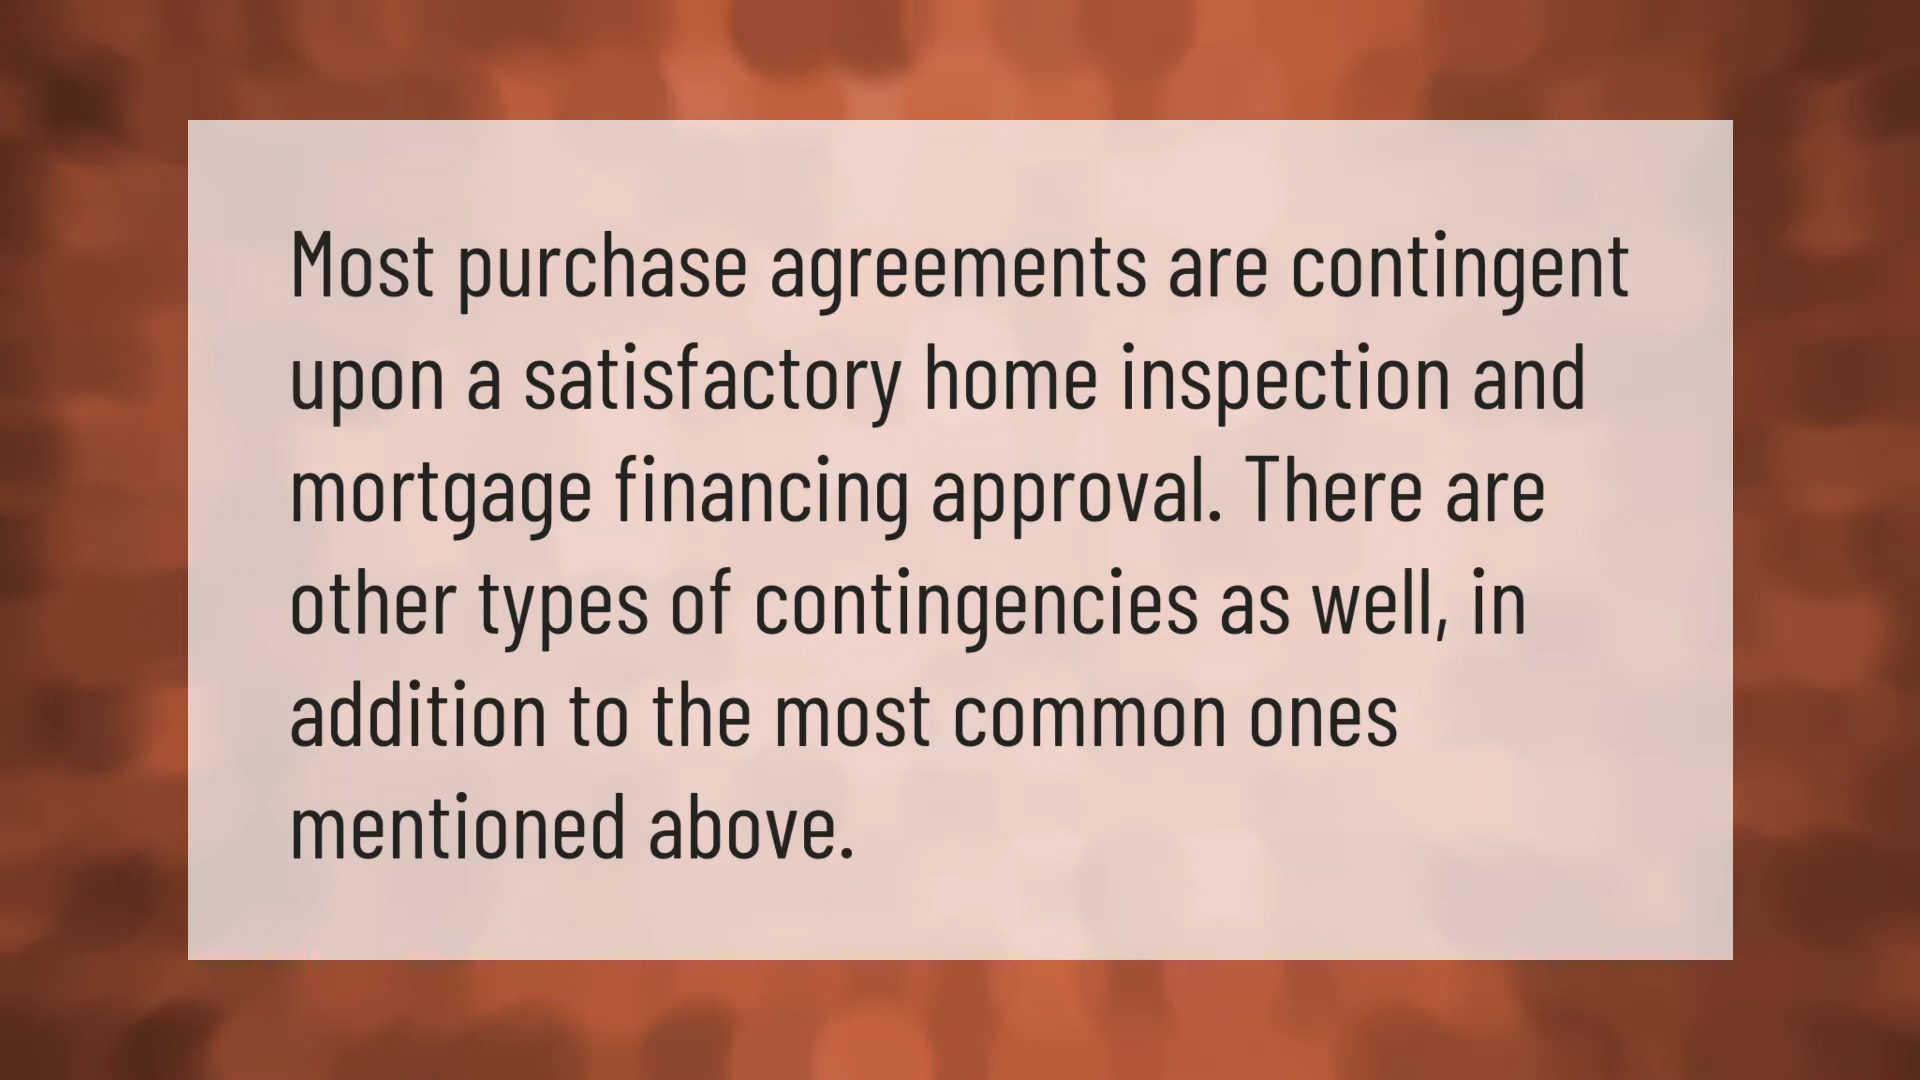 Most purchase agreements are contingent
upon a satisfactory home inspection and
mortgage financing approval. There are
other types of contingencies as well, in
addition to the most common ones
mentioned above.